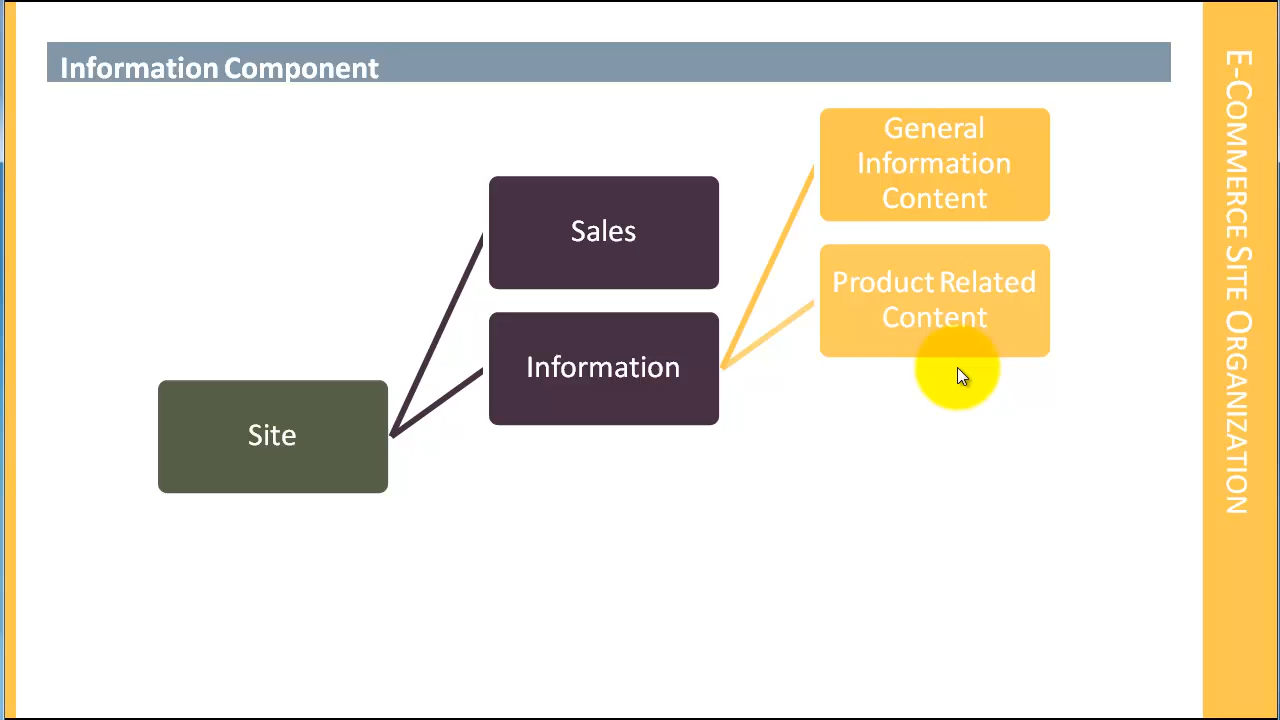 Information Component
General
Information
Content
Sales
Product Related
Content
Information
Site
E-Commerce Site Organization